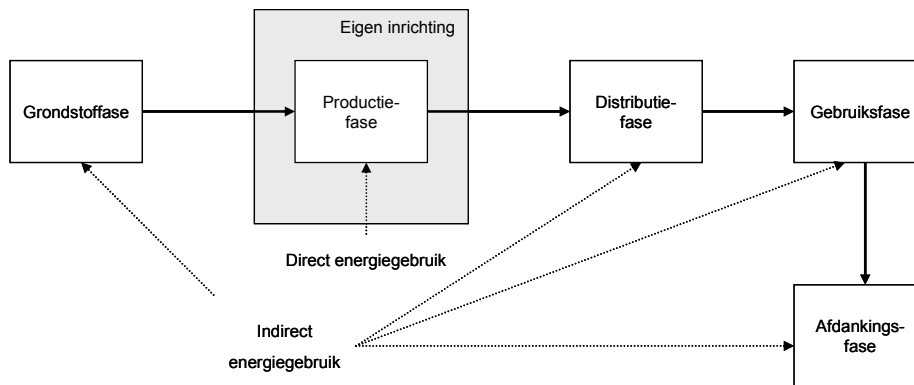 Eigen inrichting
Grondstoffase
Productie-
fase
Distributie-
fase
Gebruiksfase
Direct energiegebruik
Indirect
energiegebruik
Afdankings-
fase